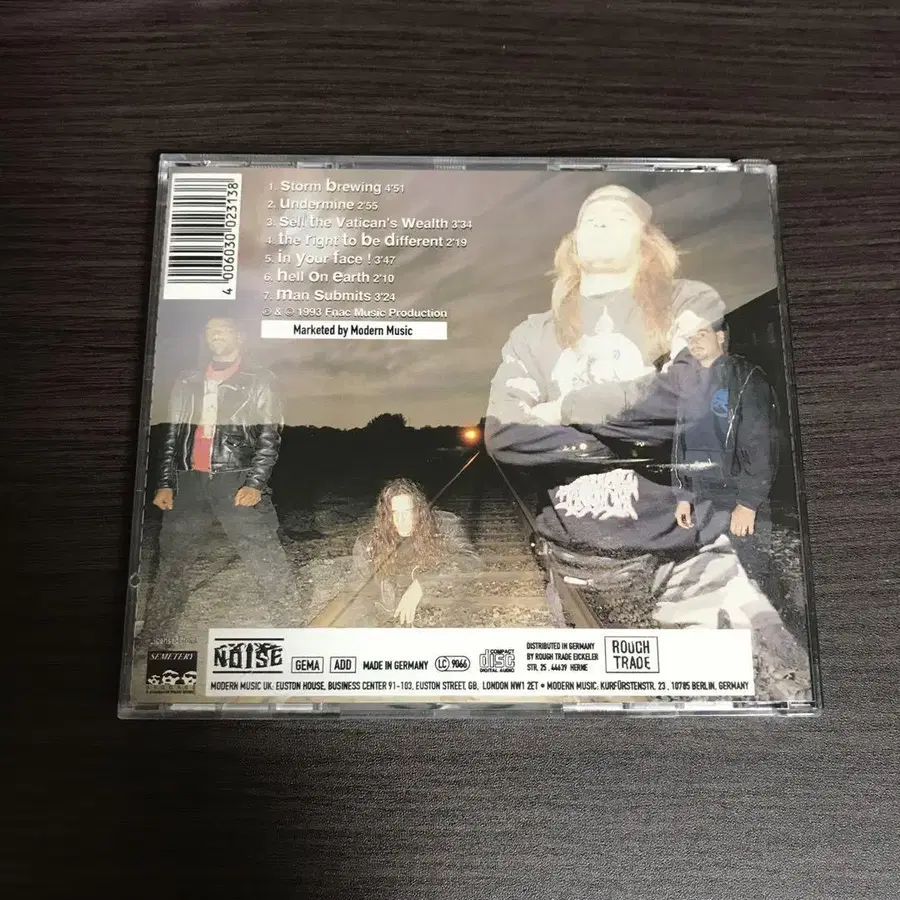 4 006030 023138
1. Storm brewing 4'51
2. Undermine 2'55
3. Sell the Vatican's Wealth 3'34
4. the right to be different 2'19
5. In your face ! 3'47
6. hell on earth 2'10
7. man Submits 3'24
℗ & © 1993 Fnac Music Production
Marketed by Modern Music
SEMETERY
RECORDS
NOISE
GEMA
ADD
MADE IN GERMANY
LC 9066
COMPACT
disc
DIGITAL AUDIO
DISTRIBUTED IN GERMANY
BY ROUGH TRADE EICKELER
STR. 25, 44639 HERNE
ROUGH
TRADE
MODERN MUSIC UK: EUSTON HOUSE, BUSINESS CENTER 91-103, EUSTON STREET, GB, LONDON NW1 2ET • MODERN MUSIC: KURFÜRSTENSTR. 23, 10785 BERLIN, GERMANY